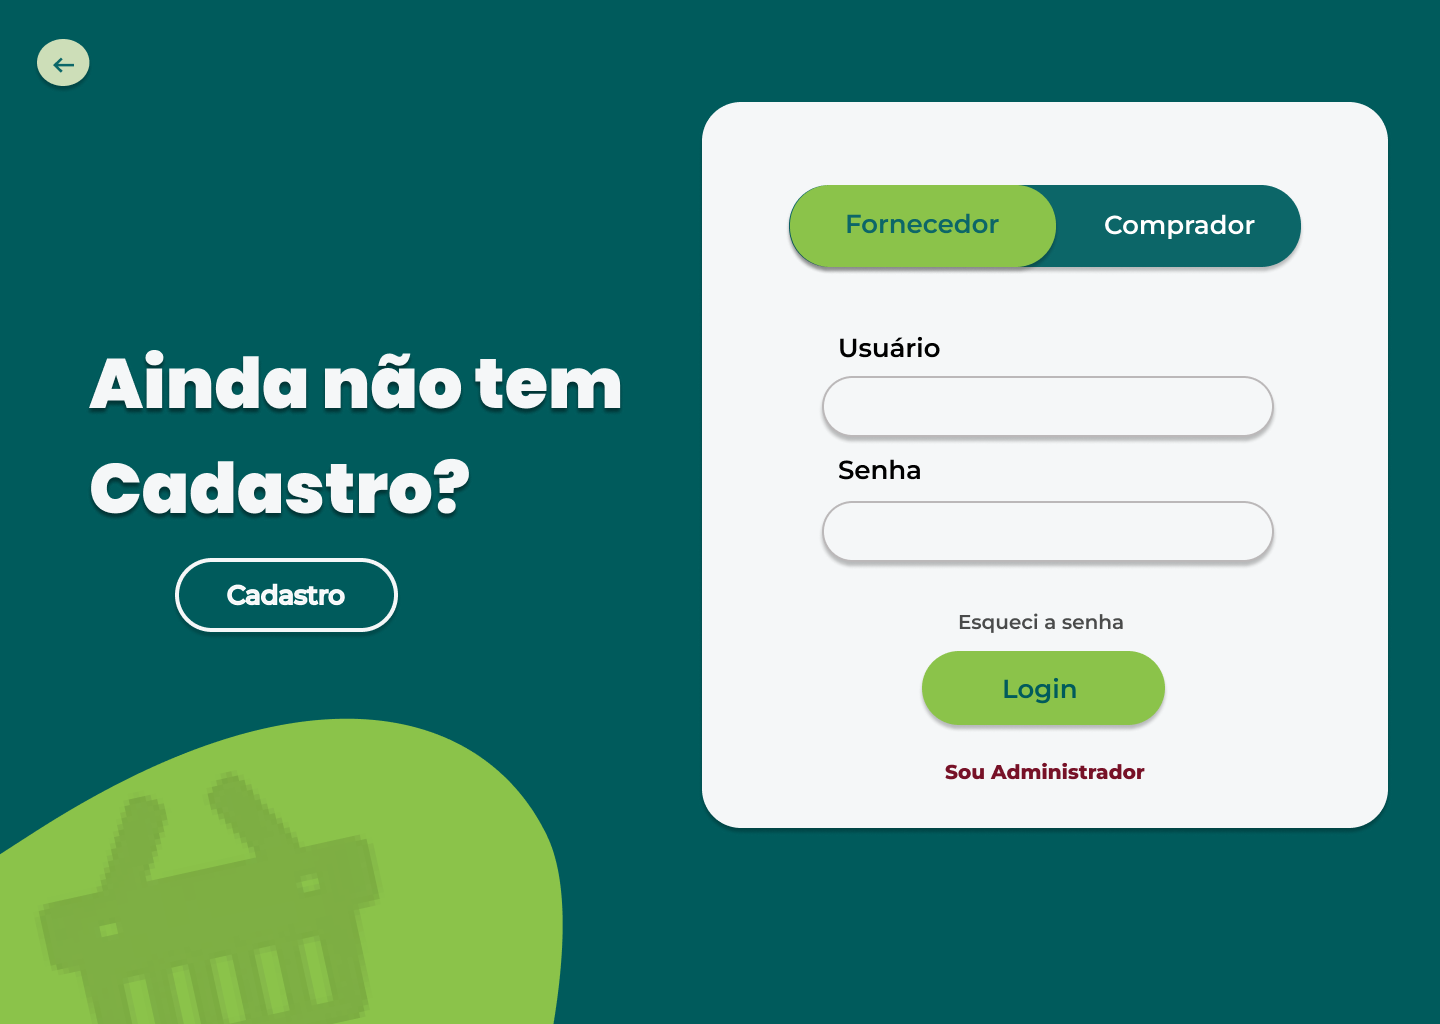 Ainda não tem
Cadastro?
Cadastro
Fornecedor
Comprador
Usuário
Senha
Esqueci a senha
Login
Sou Administrador